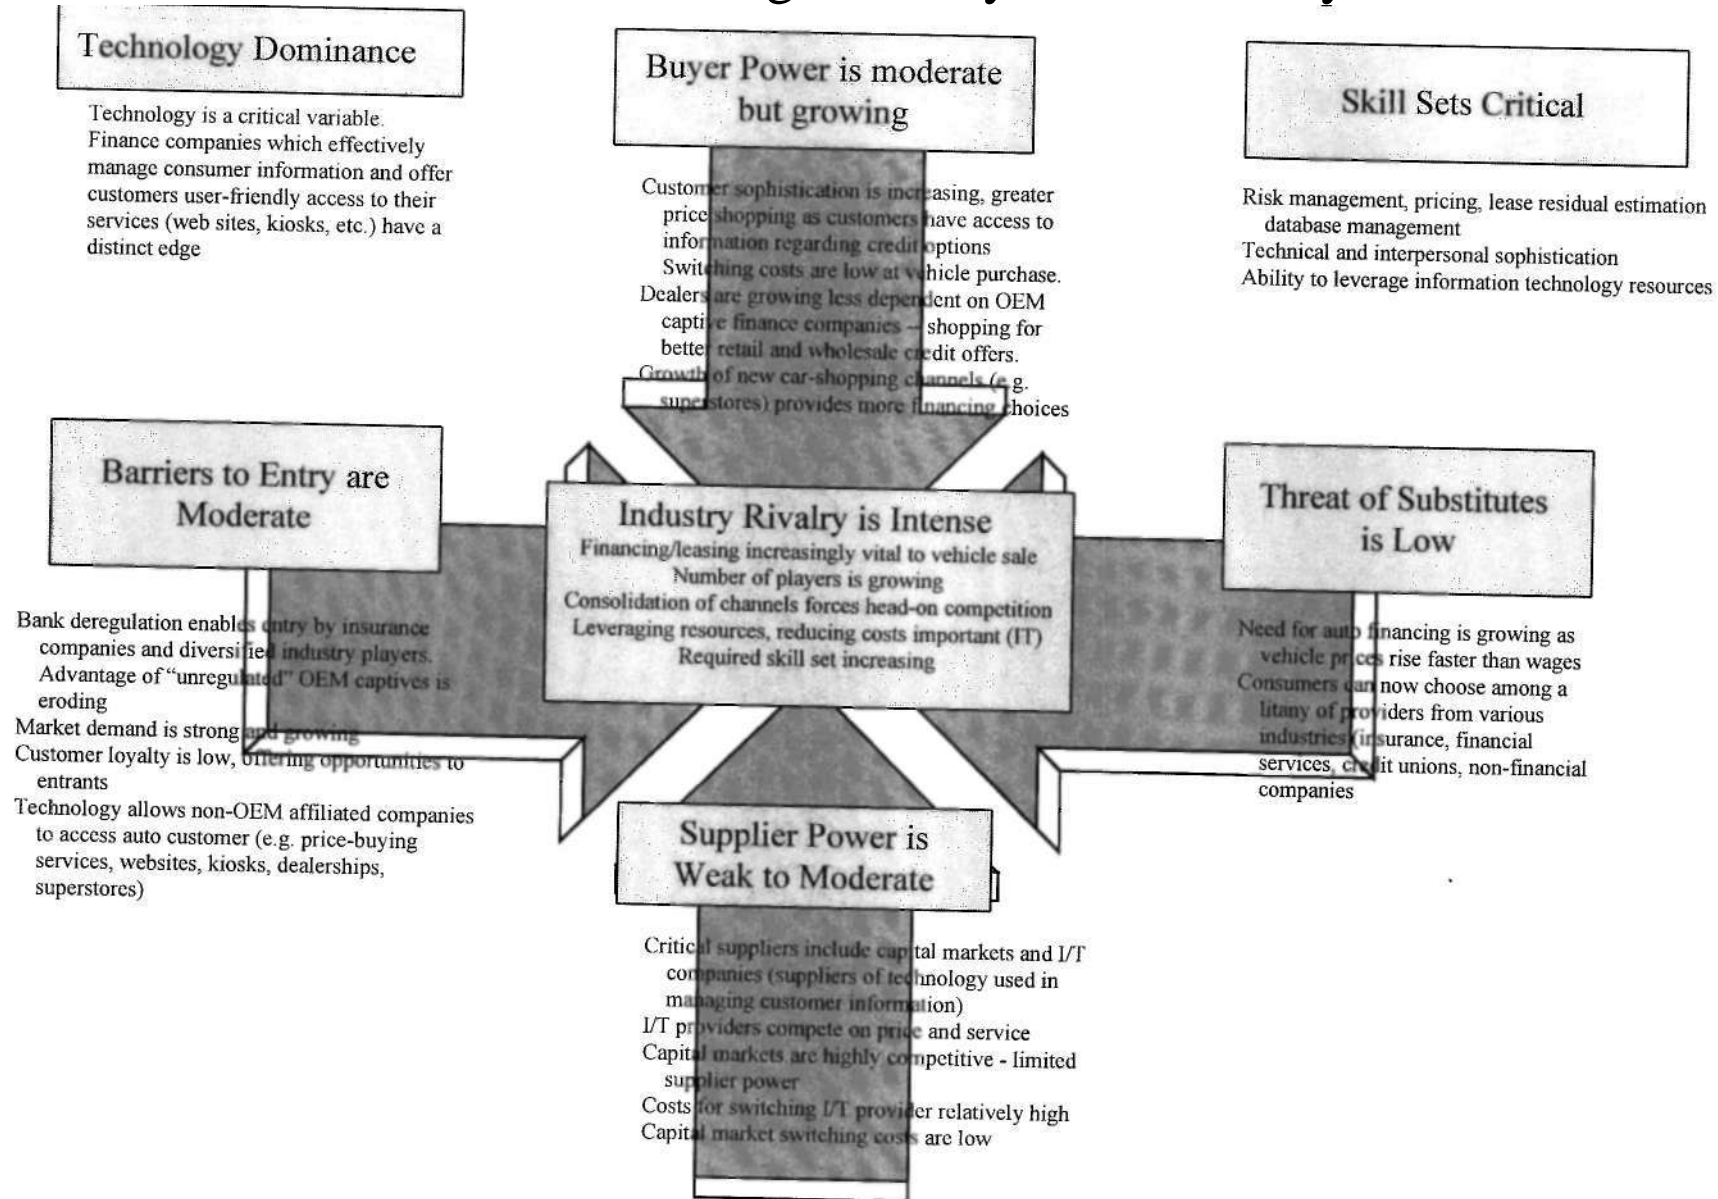 Technology Dominance
Technology is a critical variable.
Finance companies which effectively
manage consumer information and offer
customers user-friendly access to their
services (web sites, kiosks, etc.) have a
distinct edge
Buyer Power is moderate
but growing
Customer sophistication is increasing, greater
price shopping as customers have access to
information regarding credit options
Switching costs are low at vehicle purchase.
Dealers are growing less dependent on OEM
captive finance companies – shopping for
better retail and wholesale credit offers.
Growth of new car-shopping channels (e.g.
superstores) provides more financing choices
Skill Sets Critical
Risk management, pricing, lease residual estimation
database management
Technical and interpersonal sophistication
Ability to leverage information technology resources
Barriers to Entry are
Moderate
Bank deregulation enables entry by insurance
companies and diversified industry players.
Advantage of “unregulated” OEM captives is
eroding
Market demand is strong and growing
Customer loyalty is low, offering opportunities to
entrants
Technology allows non-OEM affiliated companies
to access auto customer (e.g. price-buying
services, websites, kiosks, dealerships,
superstores)
Industry Rivalry is Intense
Financing/leasing increasingly vital to vehicle sale
Number of players is growing
Consolidation of channels forces head-on competition
Leveraging resources, reducing costs important (IT)
Required skill set increasing
Threat of Substitutes
is Low
Need for auto financing is growing as
vehicle prices rise faster than wages
Consumers can now choose among a
litany of providers from various
industries (insurance, financial
services, credit unions, non-financial
companies
Supplier Power is
Weak to Moderate
Critical suppliers include capital markets and I/T
companies (suppliers of technology used in
managing customer information)
I/T providers compete on price and service
Capital markets are highly competitive - limited
supplier power
Costs for switching I/T provider relatively high
Capital market switching costs are low